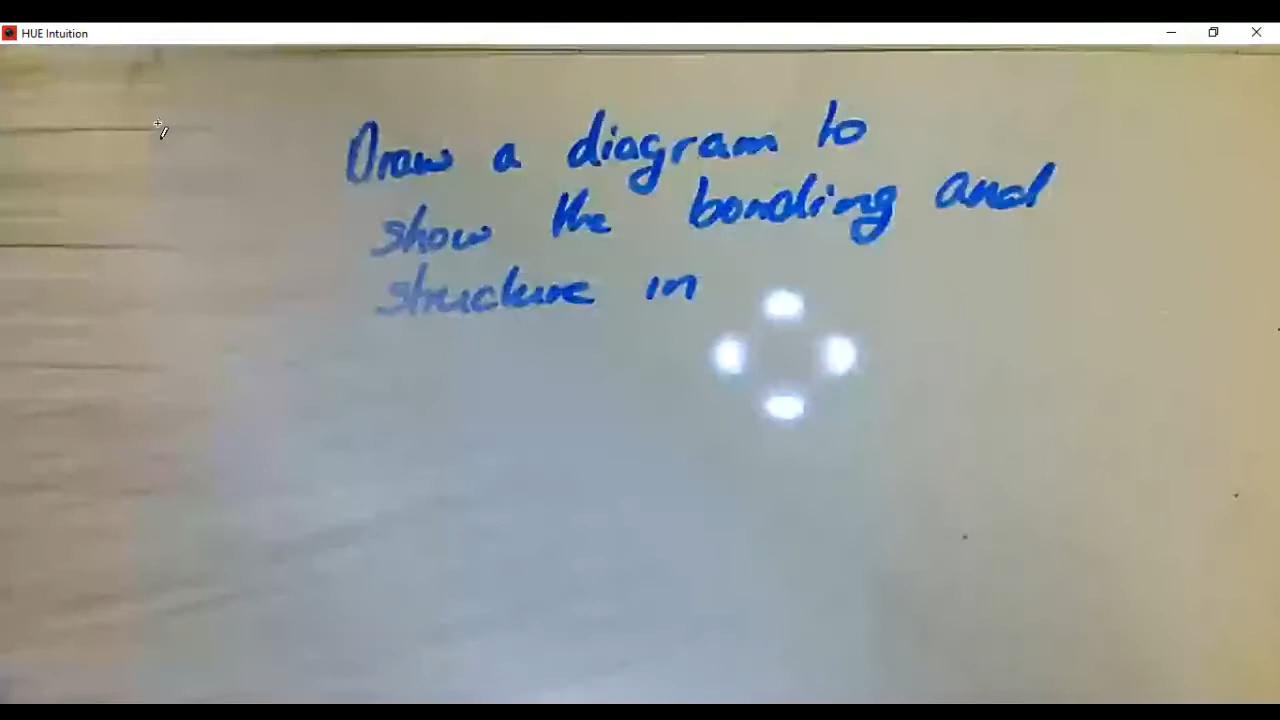 HUE Intuition
Draw a diagram to
show the bonding and
structure in